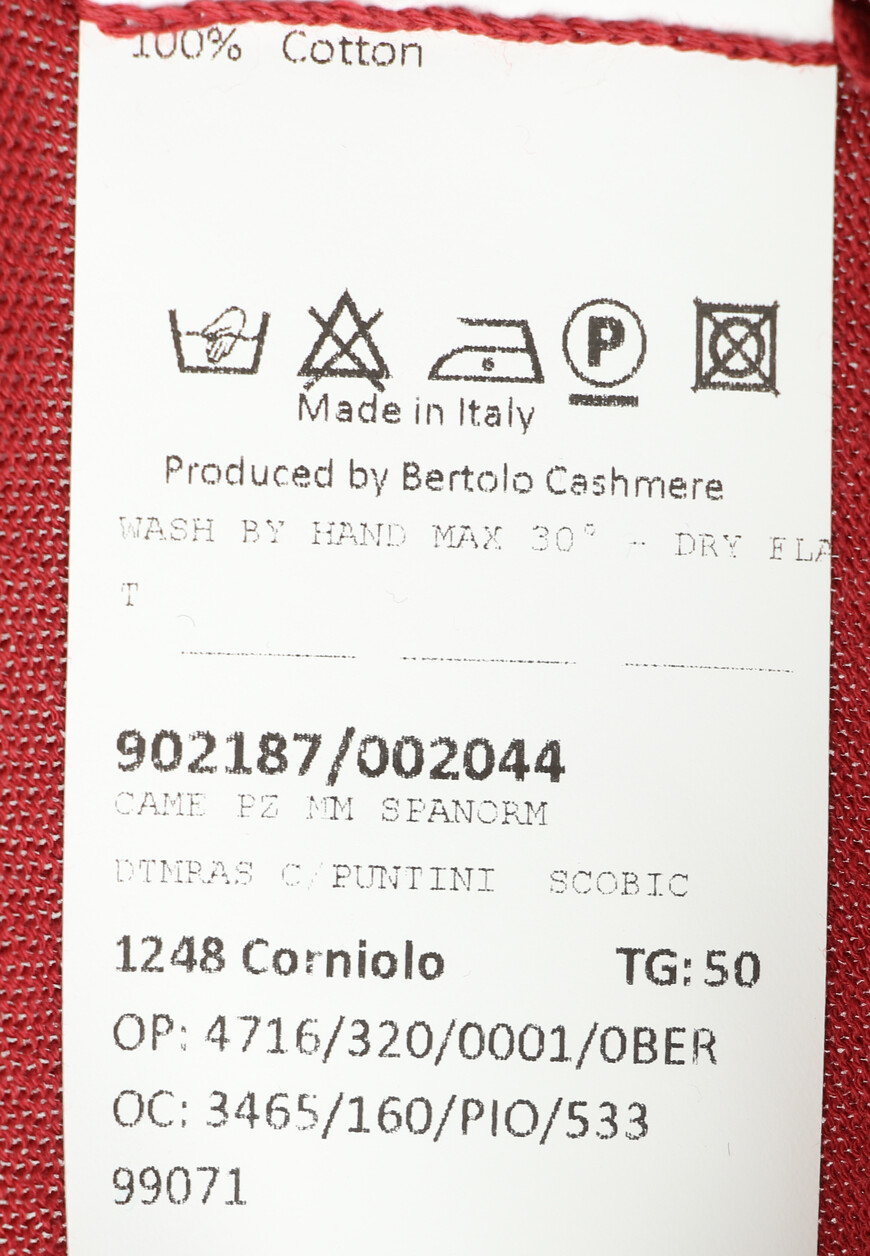 100% Cotton
P
Made in Italy
Produced by Bertolo Cashmere
WASH BY HAND MAX 30° - DRY FLA
T
902187/002044
CAME PZ MM SPANORM
DTMRAS C/PUNTINI SCOBIC
1248 Corniolo TG: 50
OP: 4716/320/0001/0BER
OC: 3465/160/PIO/533
99071